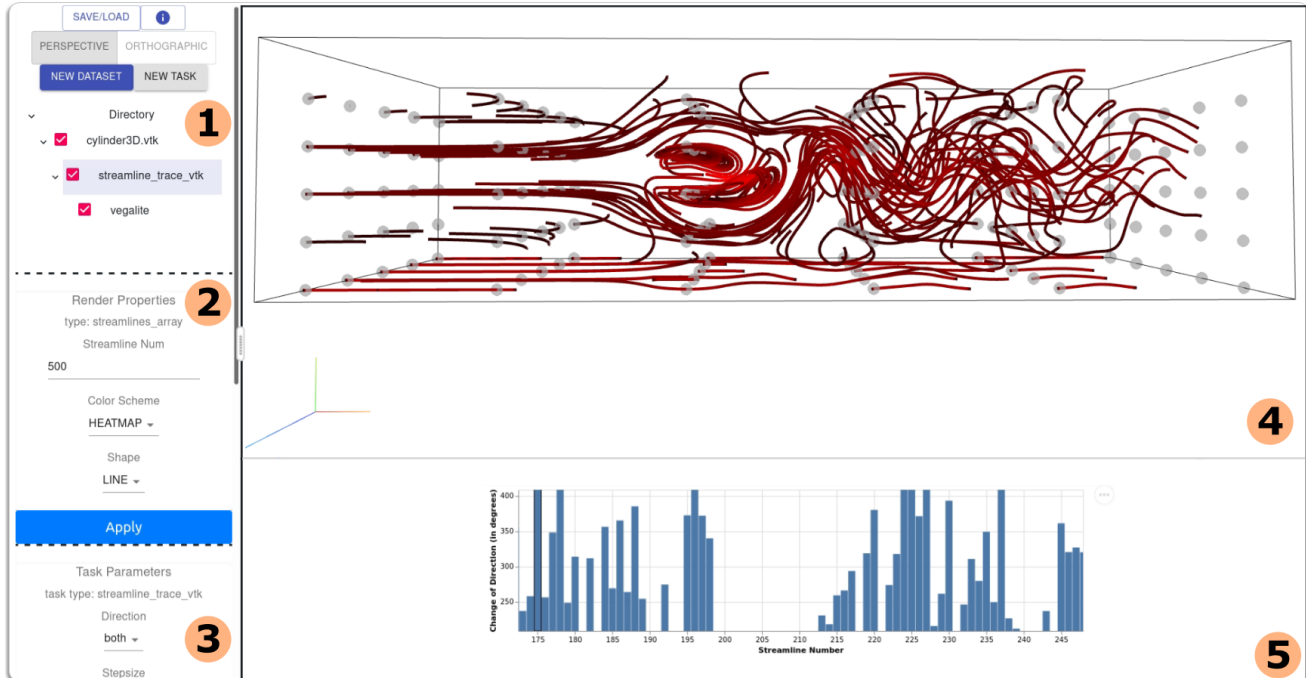 SAVE/LOAD
PERSPECTIVE ORTHOGRAPHIC
NEW DATASET NEW TASK
Directory
1
cylinder3D.vtk
streamline_trace_vtk
vegalite
2
Render Properties
type: streamlines_array
Streamline Num
500
Color Scheme
HEATMAP
Shape
LINE
Apply
3
Task Parameters
task type: streamline_trace_vtk
Direction
both
Stepsize
4
Change of Direction (in degrees)
400
350
300
250
175 180 185 190 195 200 205 210 215 220 225 230 235 240 245
Streamline Number
5